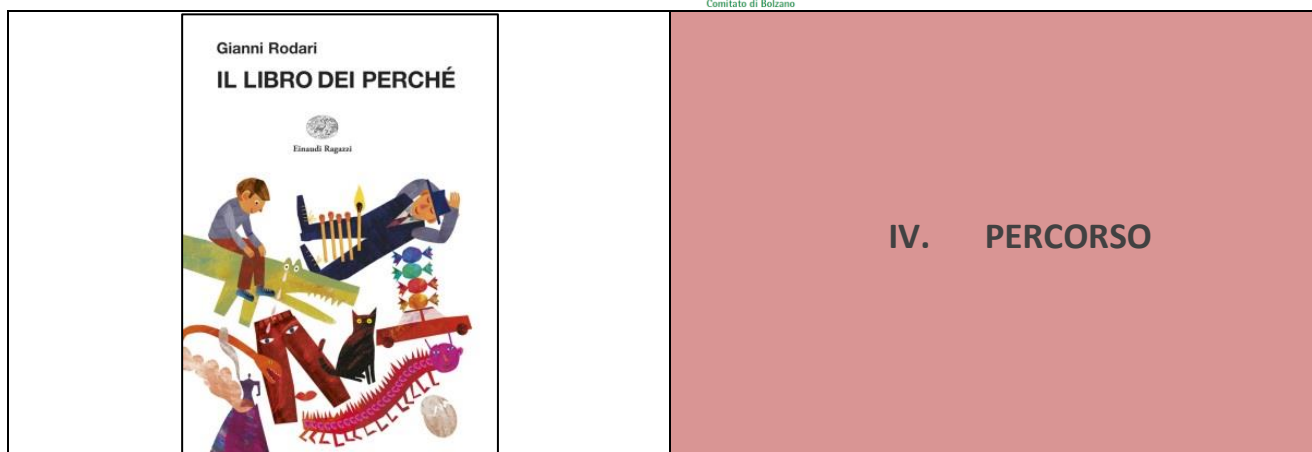 Comitato di Bolzano
Gianni Rodari
IL LIBRO DEI PERCHÉ
Einaudi Ragazzi
IV. PERCORSO